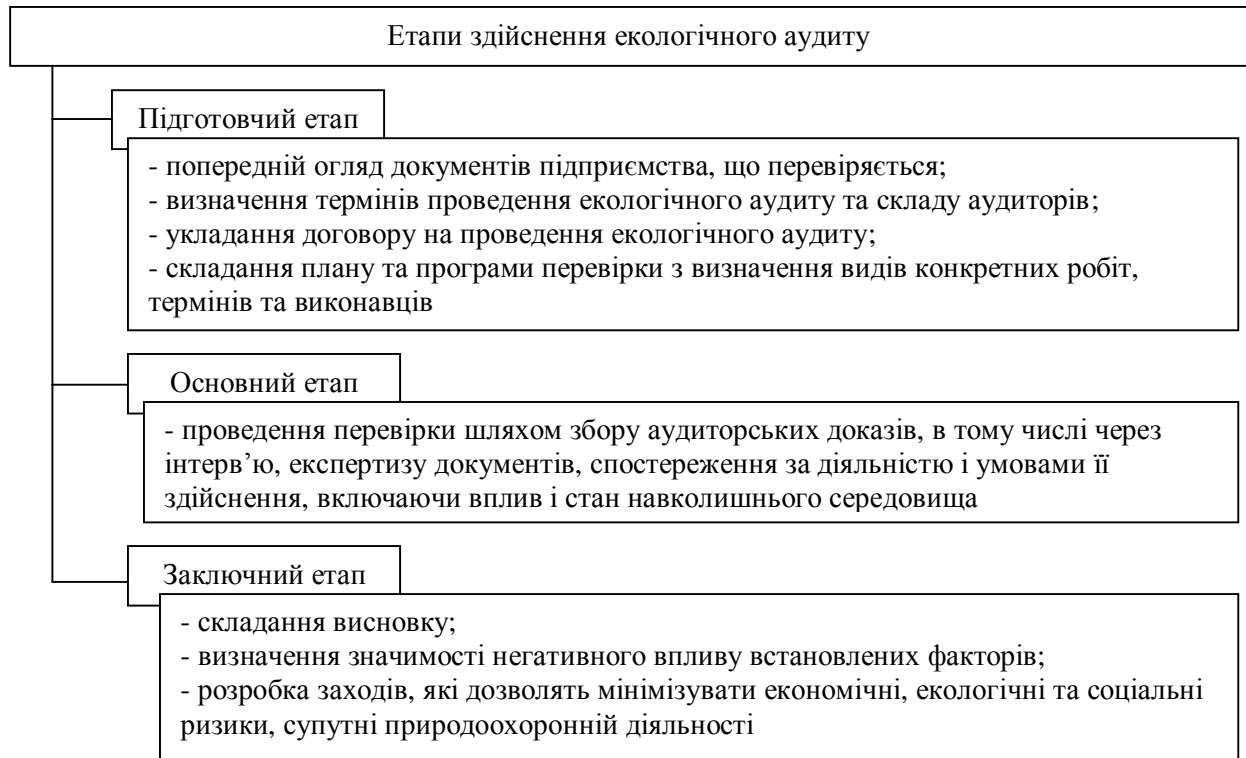 Етапи здійснення екологічного аудиту
Підготовчий етап
- попередній огляд документів підприємства, що перевіряється;
- визначення термінів проведення екологічного аудиту та складу аудиторів;
- укладання договору на проведення екологічного аудиту;
- складання плану та програми перевірки з визначення видів конкретних робіт,
термінів та виконавців
Основний етап
- проведення перевірки шляхом збору аудиторських доказів, в тому числі через
інтерв’ю, експертизу документів, спостереження за діяльністю і умовами її
здійснення, включаючи вплив і стан навколишнього середовища
Заключний етап
- складання висновку;
- визначення значимості негативного впливу встановлених факторів;
- розробка заходів, які дозволять мінімізувати економічні, екологічні та соціальні
ризики, супутні природоохоронній діяльності